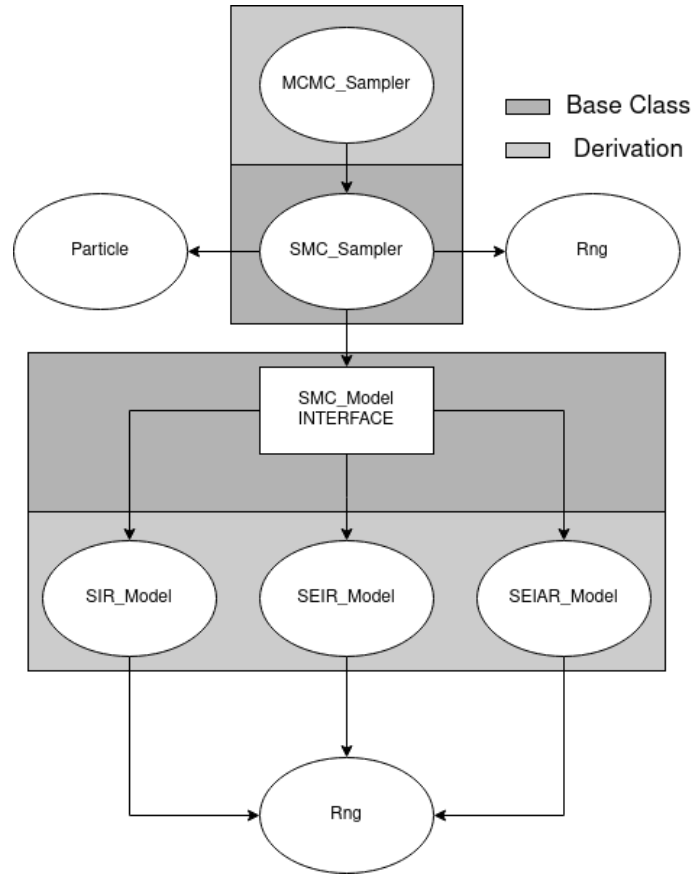 MCMC_Sampler
Base Class
Derivation
Particle
SMC_Sampler
Rng
SMC_Model
INTERFACE
SIR_Model
SEIR_Model
SEIAR_Model
Rng